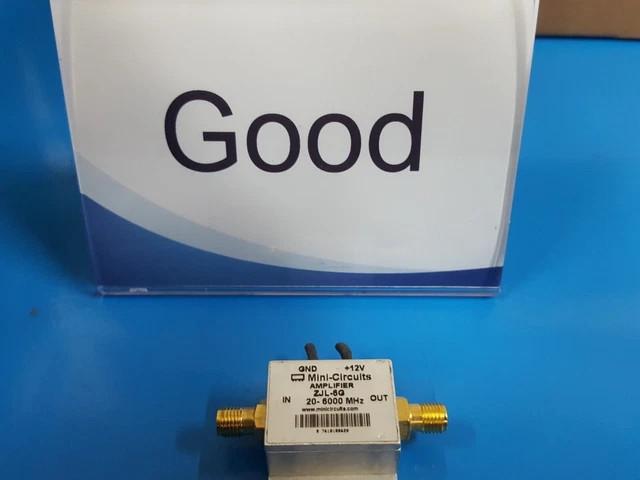 Good
GND +12V
Mini-Circuits
AMPLIFIER
ZJL-6G
IN 20- 6000 MHz OUT
www.minicircuits.com